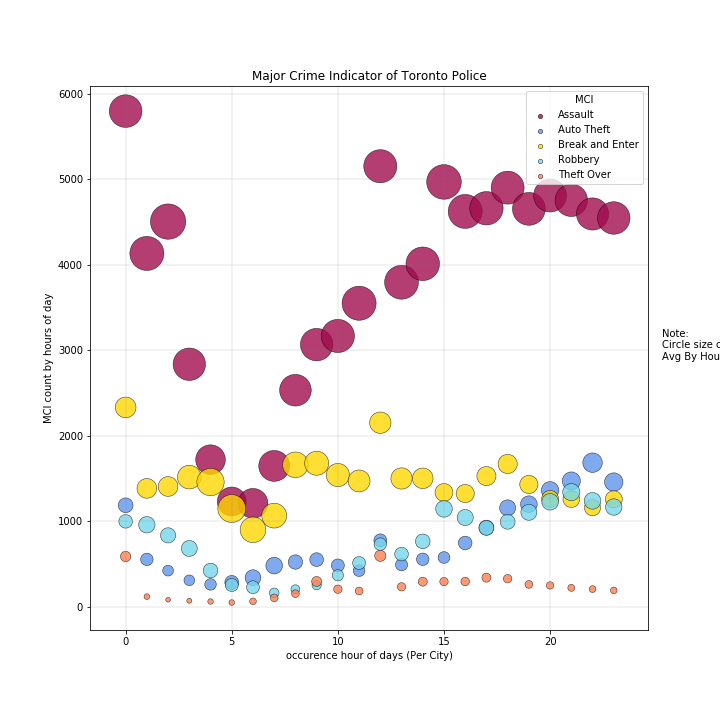 Major Crime Indicator of Toronto Police
MCI
Assault
Auto Theft
Break and Enter
Robbery
Theft Over
6000
5000
4000
3000
2000
1000
0
MCI count by hours of day
0 5 10 15 20
occurence hour of days (Per City)
Note:
Circle size
Avg By